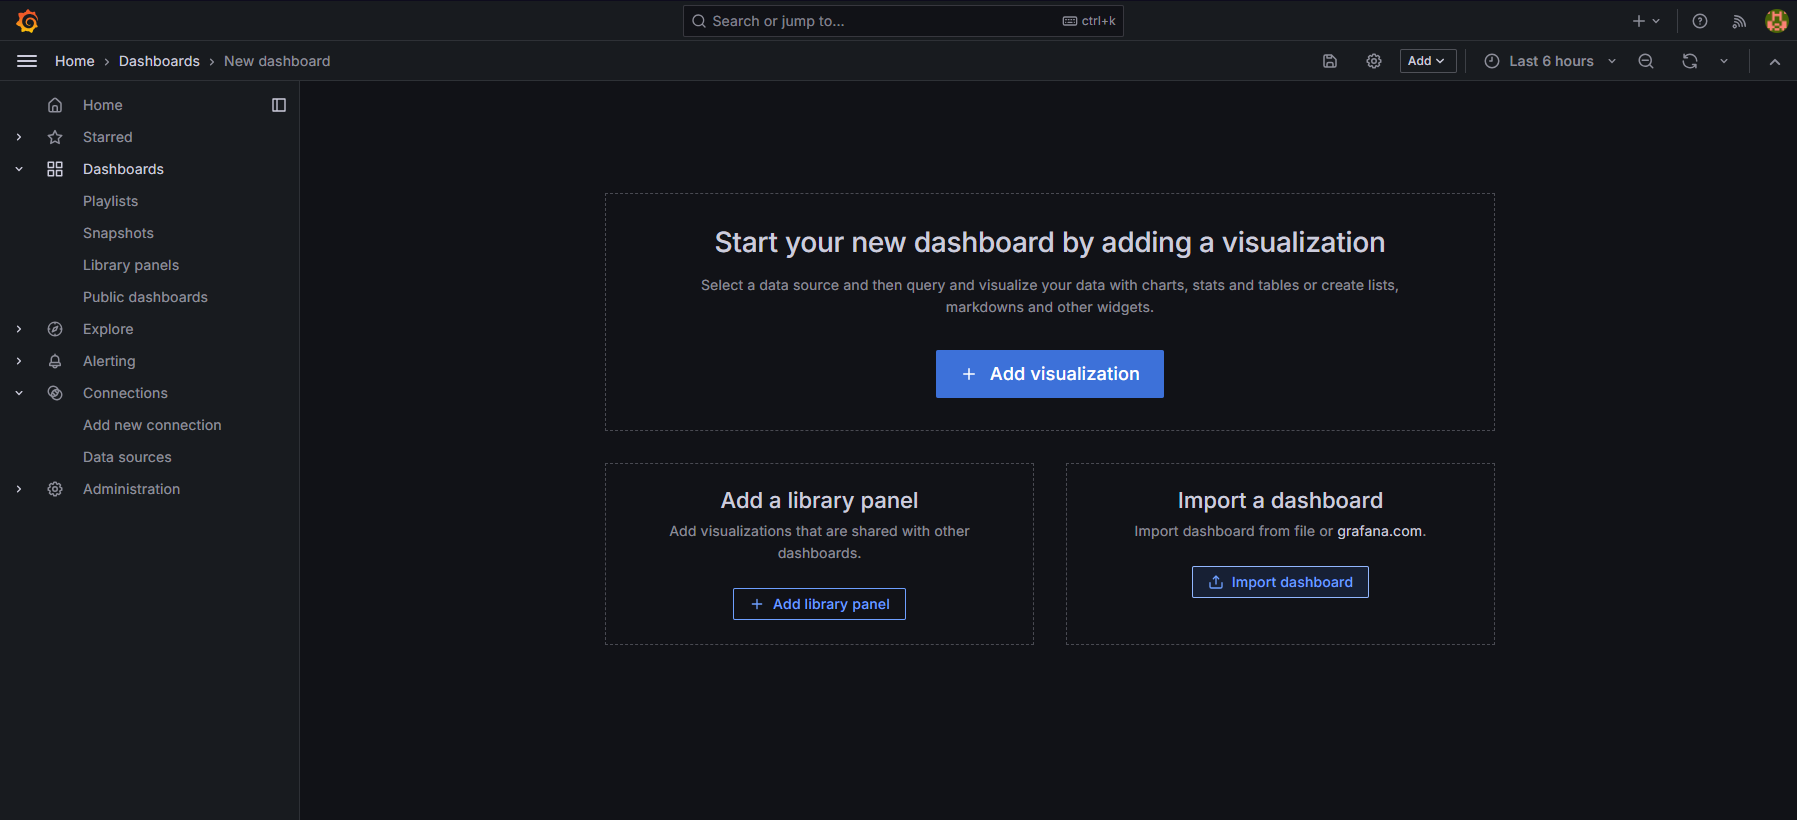 Search or jump to...
ctrl+k
Home
Dashboards
New dashboard
Add
Last 6 hours
Home
Starred
Dashboards
Playlists
Snapshots
Library panels
Public dashboards
Explore
Alerting
Connections
Add new connection
Data sources
Administration
Start your new dashboard by adding a visualization
Select a data source and then query and visualize your data with charts, stats and tables or create lists,
markdowns and other widgets.
Add visualization
Add a library panel
Add visualizations that are shared with other
dashboards.
Add library panel
Import a dashboard
Import dashboard from file or grafana.com.
Import dashboard